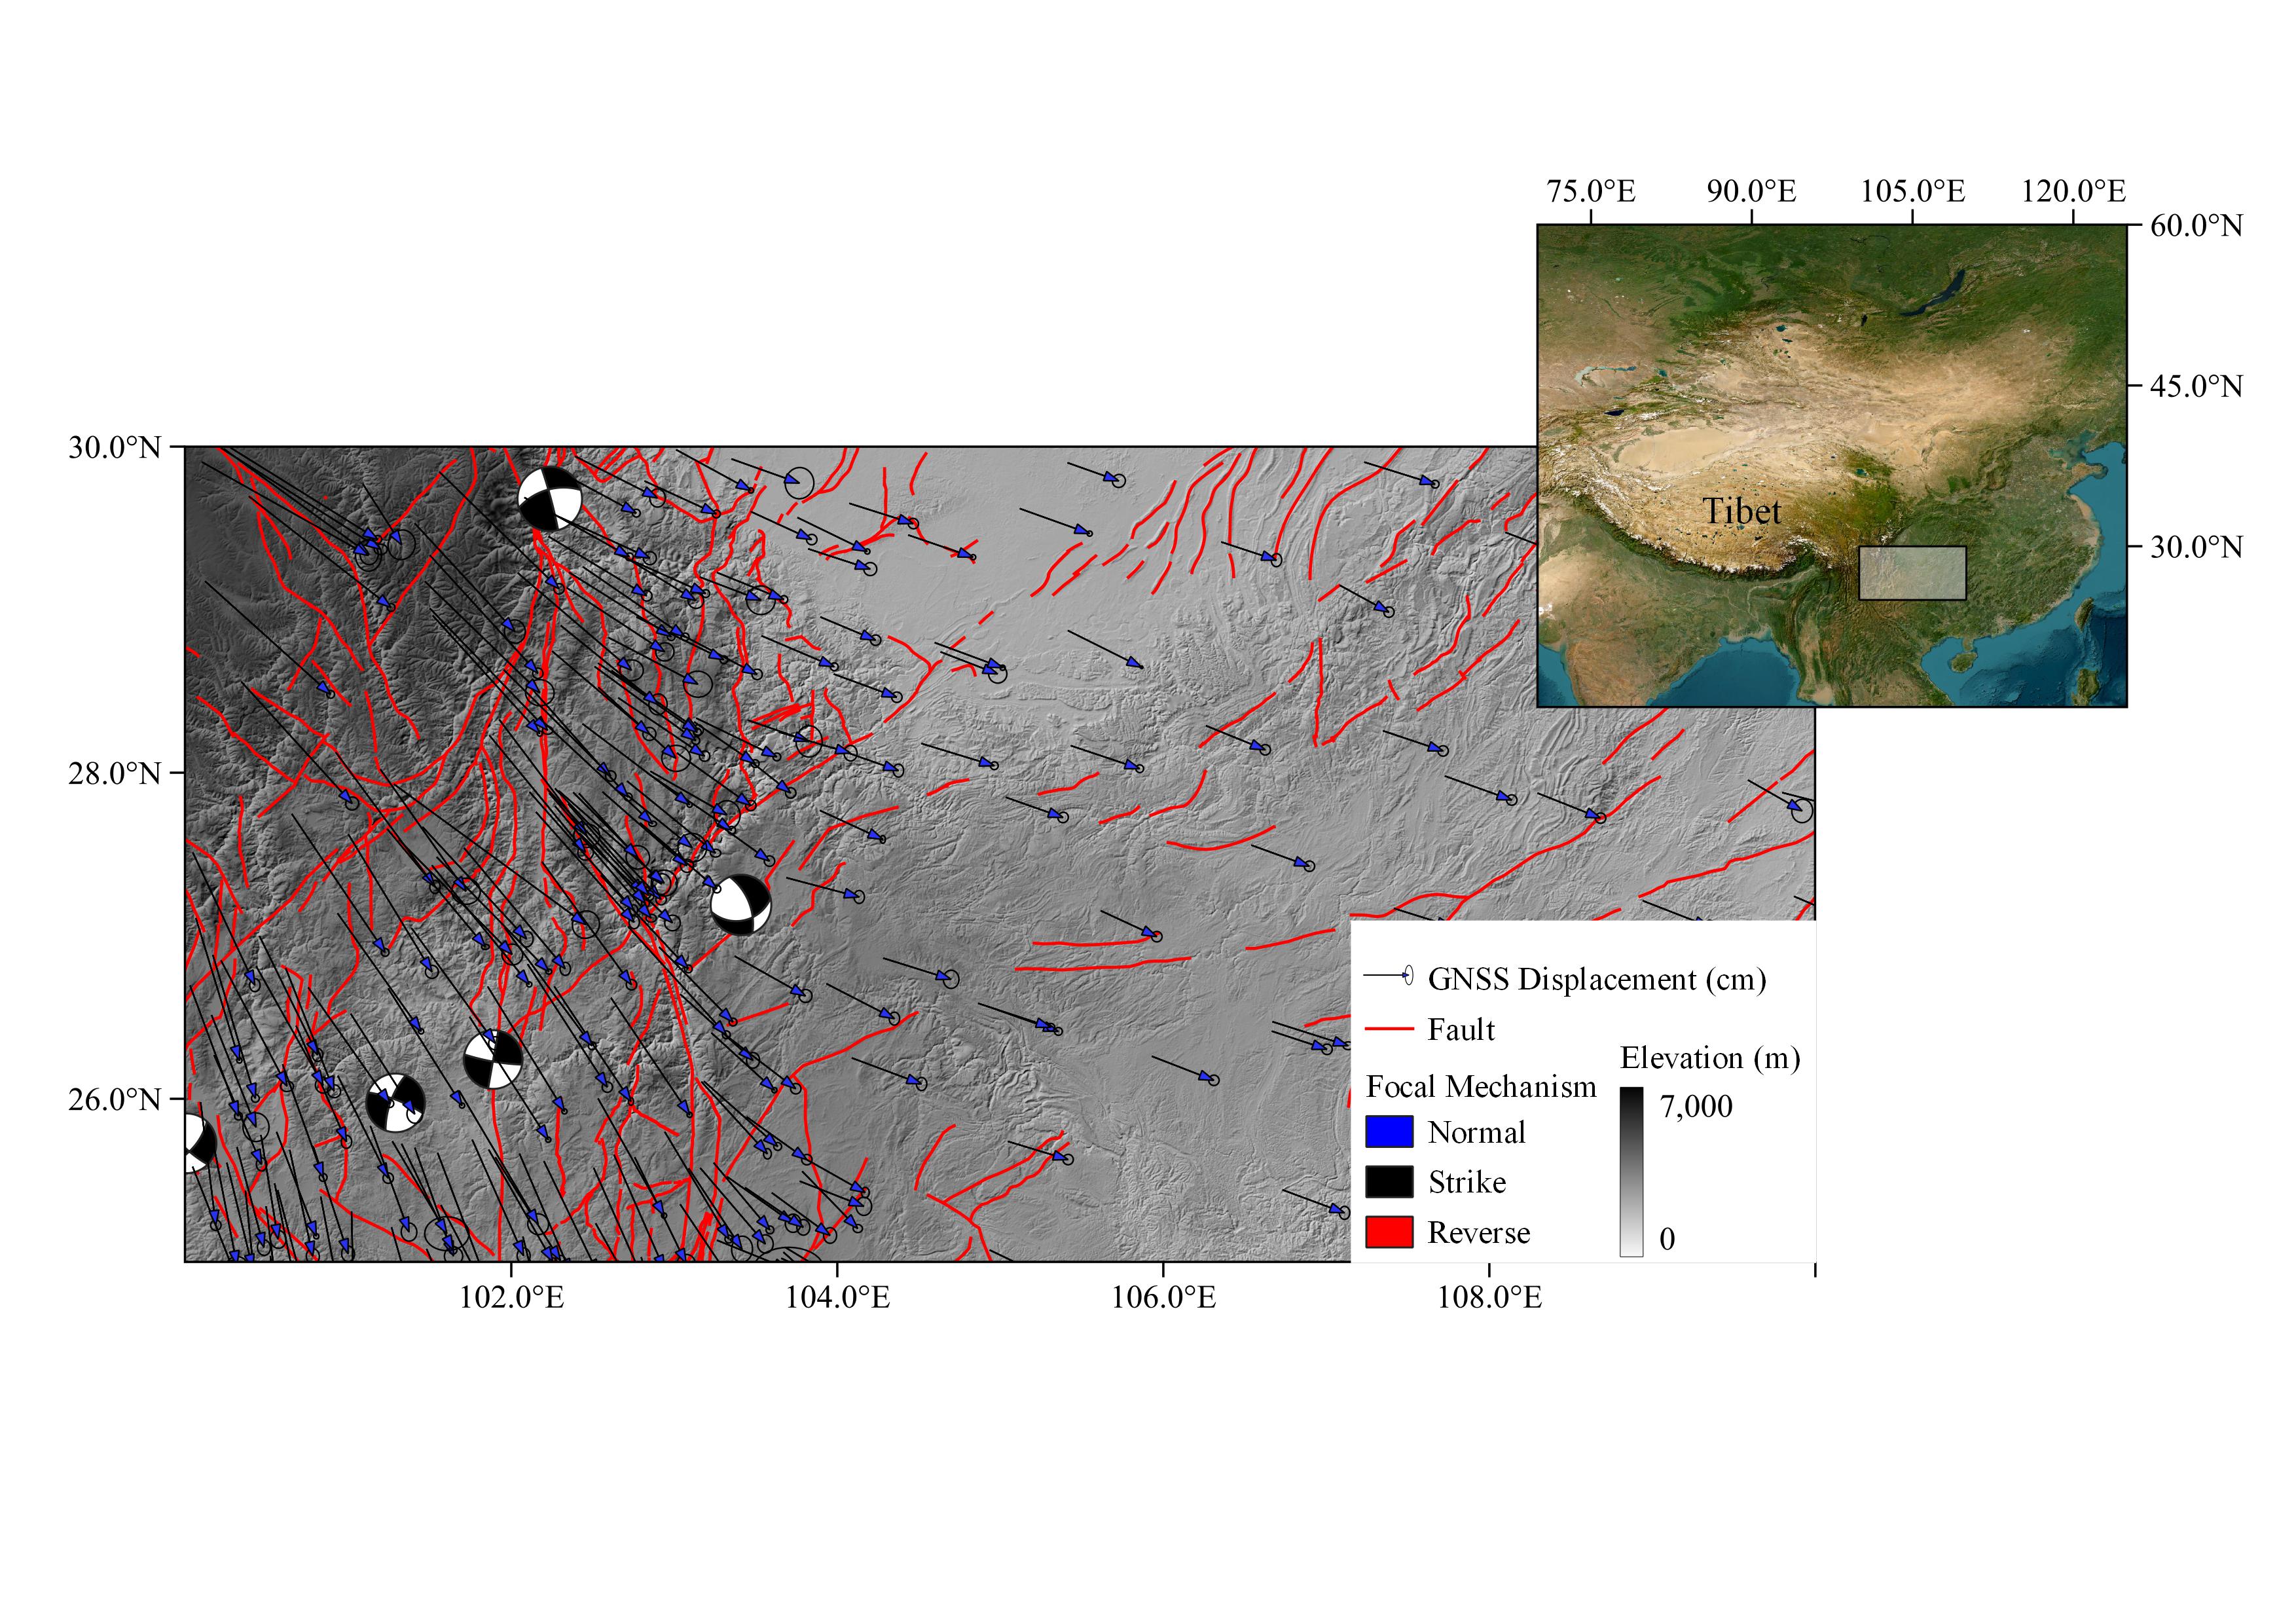 75.0°E 90.0°E 105.0°E 120.0°E
60.0°N
45.0°N
30.0°N
Tibet
30.0°N
28.0°N
26.0°N
102.0°E 104.0°E 106.0°E 108.0°E
GNSS Displacement (cm)
Fault
Focal Mechanism
Normal
Strike
Reverse
Elevation (m)
7,000
0